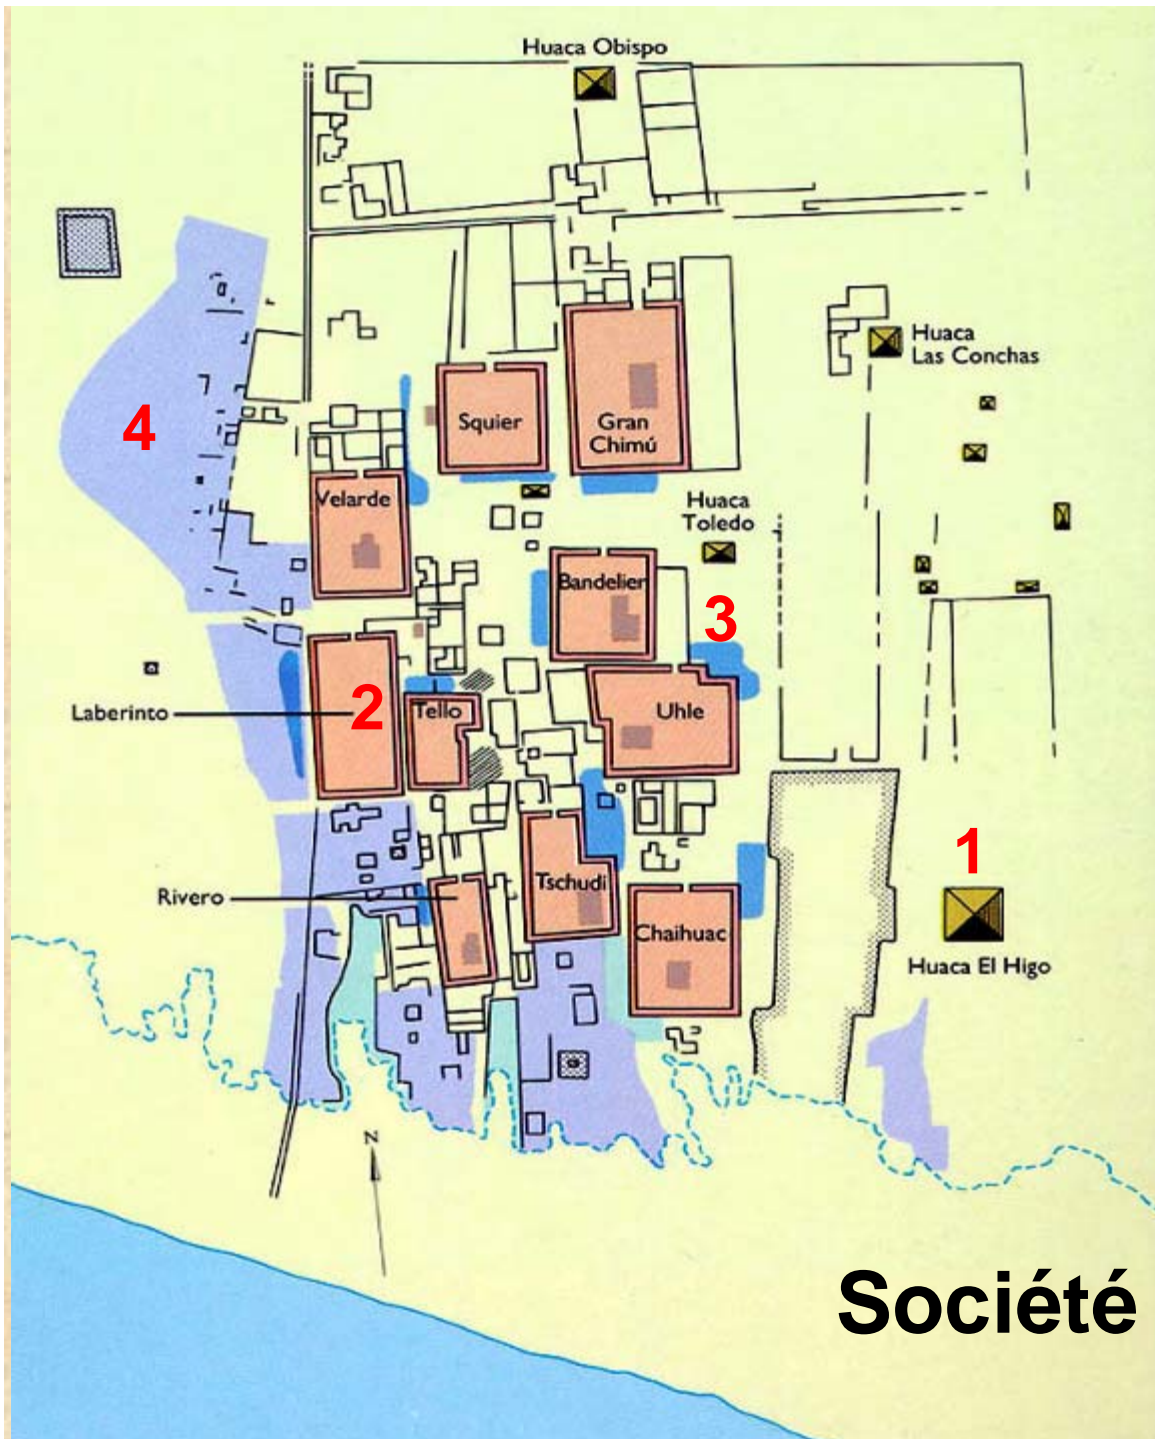 Huaca Obispo
Huaca
Las Conchas
4
Squier
Gran
Chimú
Velarde
Huaca
Toledo
Bandelier
3
Laberinto
2
Tello
Uhle
1
Rivero
Tschudi
Chaihuac
Huaca El Higo
N
Société